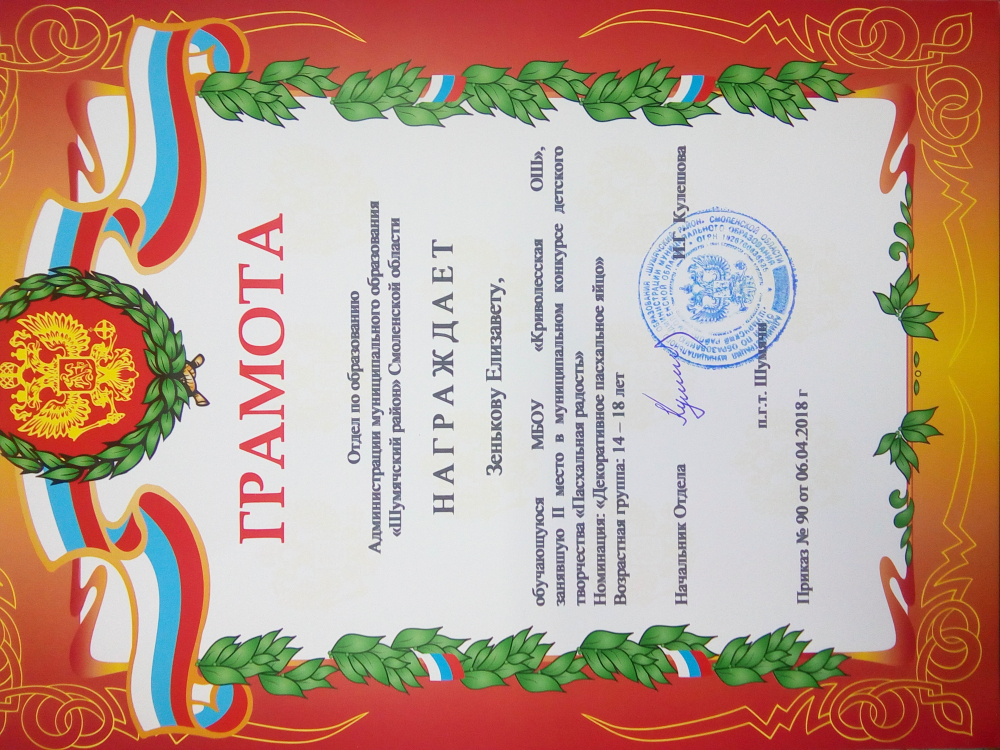 ГРАМОТА
Отдел по образованию
Администрации муниципального образования
«Шумячский район» Смоленской области
НАГРАЖДАЕТ
Зенькову Елизавету,
обучающуюся МБОУ «Криволесская ОШ»,
занявшую II место в муниципальном конкурсе детского
творчества «Пасхальная радость»
Номинация: «Декоративное пасхальное яйцо»
Возрастная группа: 14 – 18 лет
Начальник Отдела И.Г. Кулешова
п.г.т. Шумячи
Приказ № 90 от 06.04.2018 г